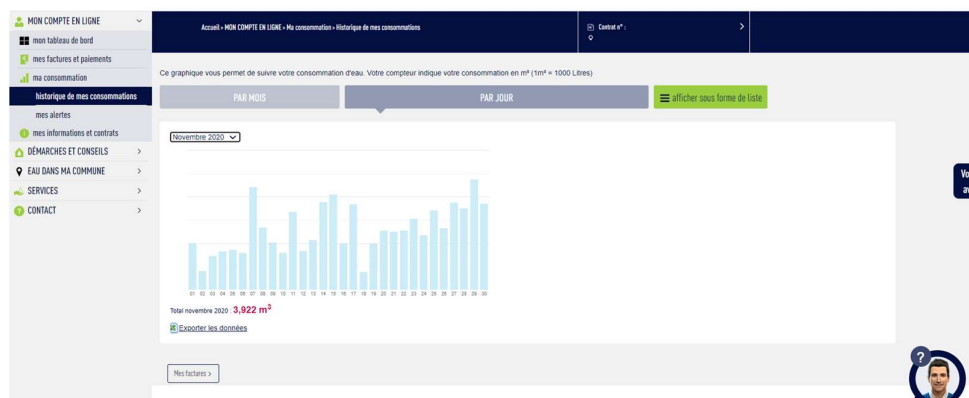 MON COMPTE EN LIGNE
mon tableau de bord
mes factures et paiements
ma consommation
historique de mes consommations
mes alertes
mes informations et contrats
DÉMARCHES ET CONSEILS
EAU DANS MA COMMUNE
SERVICES
CONTACT
Accueil » MON COMPTE EN LIGNE » Ma consommation » Historique de mes consommations
Contrat n° :
Ce graphique vous permet de suivre votre consommation d'eau. Votre compteur indique votre consommation en m³ (1m³ = 1000 Litres)
PAR MOIS
PAR JOUR
afficher sous forme de liste
Novembre 2020
01 02 03 04 05 06 07 08 09 10 11 12 13 14 15 16 17 18 19 20 21 22 23 24 25 26 27 28 29 30
Total novembre 2020 : 3,922 m³
Exporter les données
Mes factures >
Vo
av
?